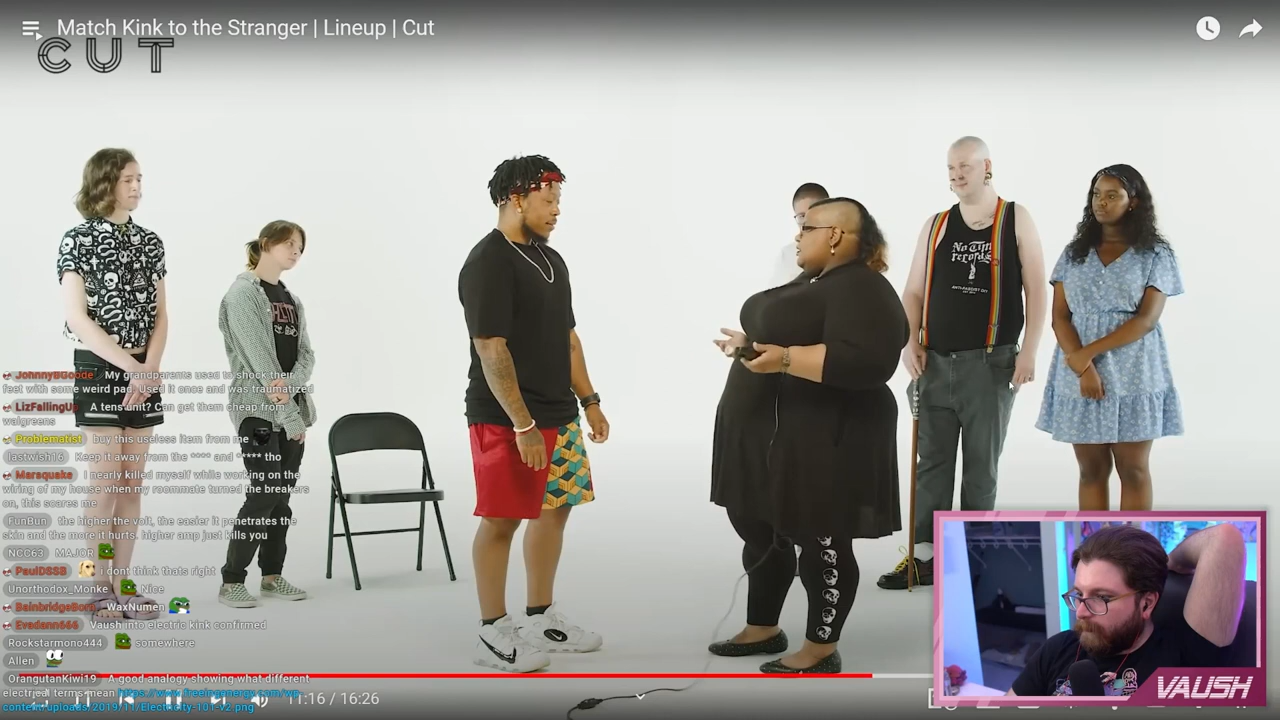 Match Kink to the Stranger | Lineup | Cut
CUT
No Time
records
JohnnyBGoode My grandparents used to shock their
feet with some weird pad. Used it once and was traumatized
LizFallingUp A tens unit? Can get them cheap from
walgreens
Problematist buy this useless item from me
lastwish16 Keep it away from the **** and ***** tho
Marsquake I nearly killed myself while working on the
wiring of my house when my roommate turned the breakers
on, this scares me
FunBun the higher the volt, the easier it penetrates the
skin and the more it hurts. higher amp just kills you
NCC63 MAJOR
PaulDSSB i dont think thats right
Unorthodox_Monke Nice
BainbridgeBorn WaxNumen
Evedann666 Vaush into electric kink confirmed
Rockstarmono444 somewhere
Allen
OrangutanKiwi19 A good analogy showing what different
electrical terms mean
11:16 / 16:26
VAUSH